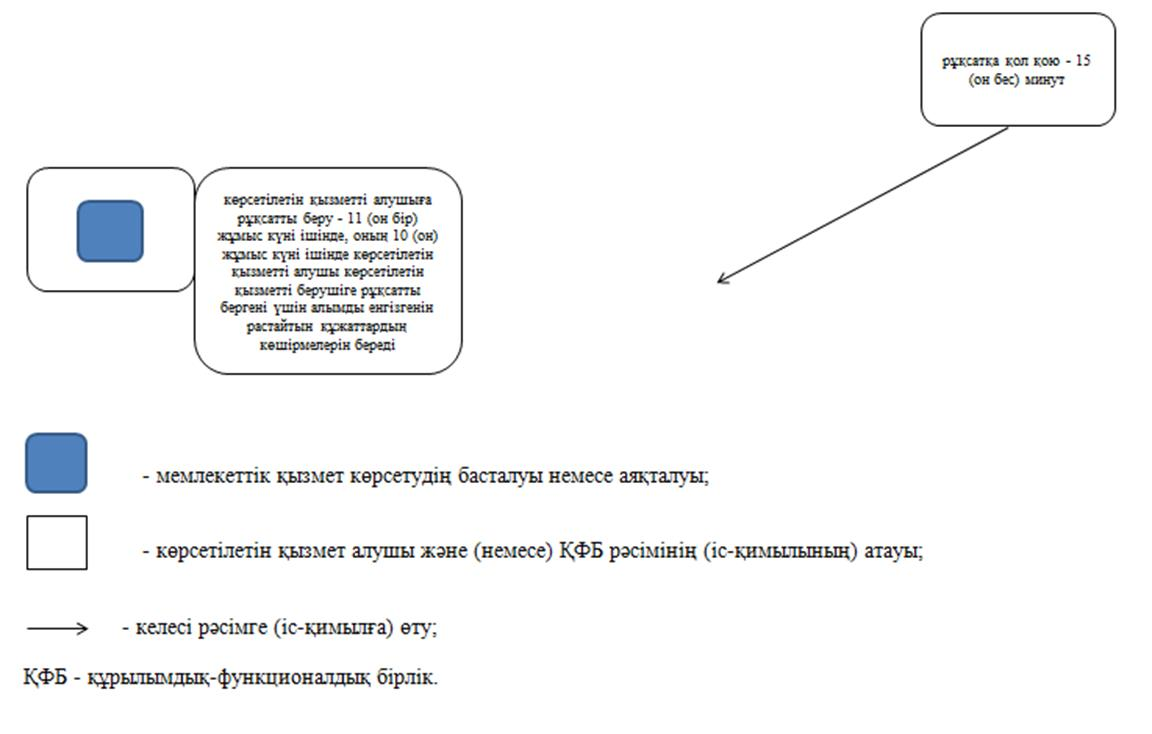 рұқсатқа қол қою - 15
(он бес) минут
көрсетілетін қызметті алушыға
рұқсатты беру - 11 (он бір)
жұмыс күні ішінде, оның 10 (он)
жұмыс күні ішінде көрсетілетін
қызметті алушы көрсетілетін
қызметті берушіге рұқсатты
бергені үшін алымды енгізгенін
растайтын құжаттардың
көшірмелерін береді
- мемлекеттік қызмет көрсетудің басталуы немесе аяқталуы;
- көрсетілетін қызмет алушы және (немесе) ҚФБ рәсімінің (іс-қимылының) атауы;
- келесі рәсімге (іс-қимылға) өту;
ҚФБ - құрылымдық-функционалдық бірлік.